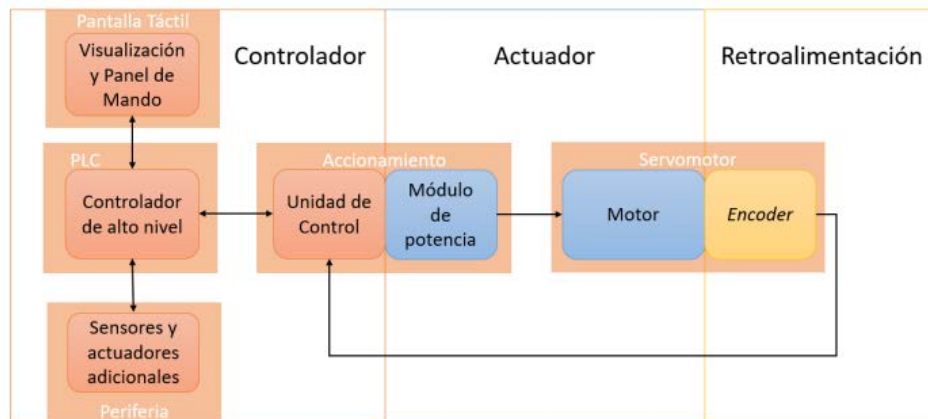 Pantalla Táctil
Visualización
y Panel de
Mando
Controlador
Actuador
Retroalimentación
PLC
Controlador
de alto nivel
Accionamiento
Unidad de
Control
Módulo
de
potencia
Servomotor
Motor
Encoder
Sensores y
actuadores
adicionales
Periferia